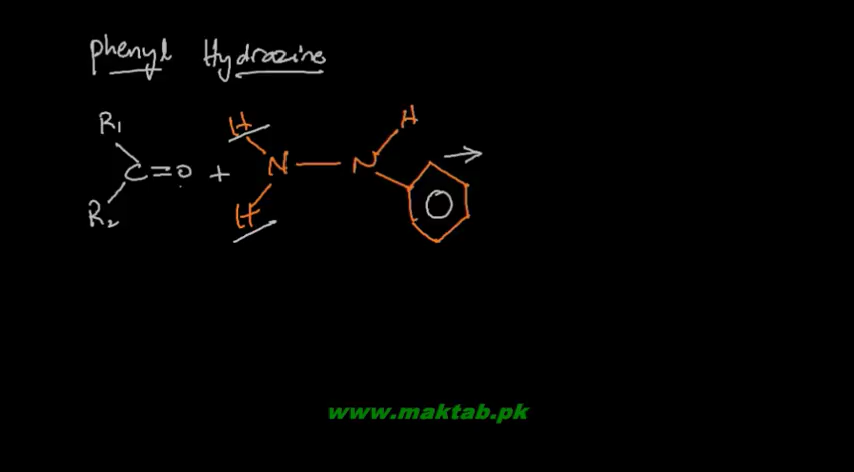 Phenyl Hydrazine
R1 H H
C=O + N — N
R2 H
www.maktab.pk